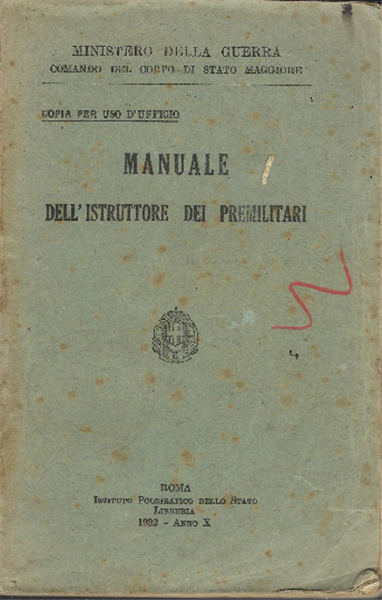 MINISTERO DELLA GUERRA
COMANDO DEL CORPO DI STATO MAGGIORE
COPIA PER USO D'UFFICIO
MANUALE
DELL'ISTRUTTORE DEI PREMILITARI
ROMA
ISTITUTO POLIGRAFICO DELLO STATO
LIBRERIA
1932 - ANNO X